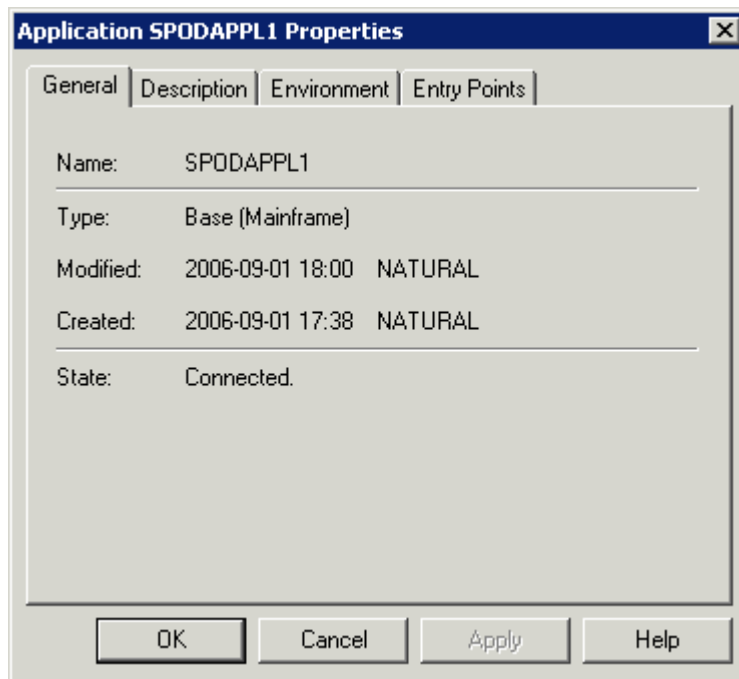 Application SPODAPPL1 Properties
General Description Environment Entry Points
Name: SPODAPPL1
Type: Base (Mainframe)
Modified: 2006-09-01 18:00 NATURAL
Created: 2006-09-01 17:38 NATURAL
State: Connected.
OK Cancel Apply Help